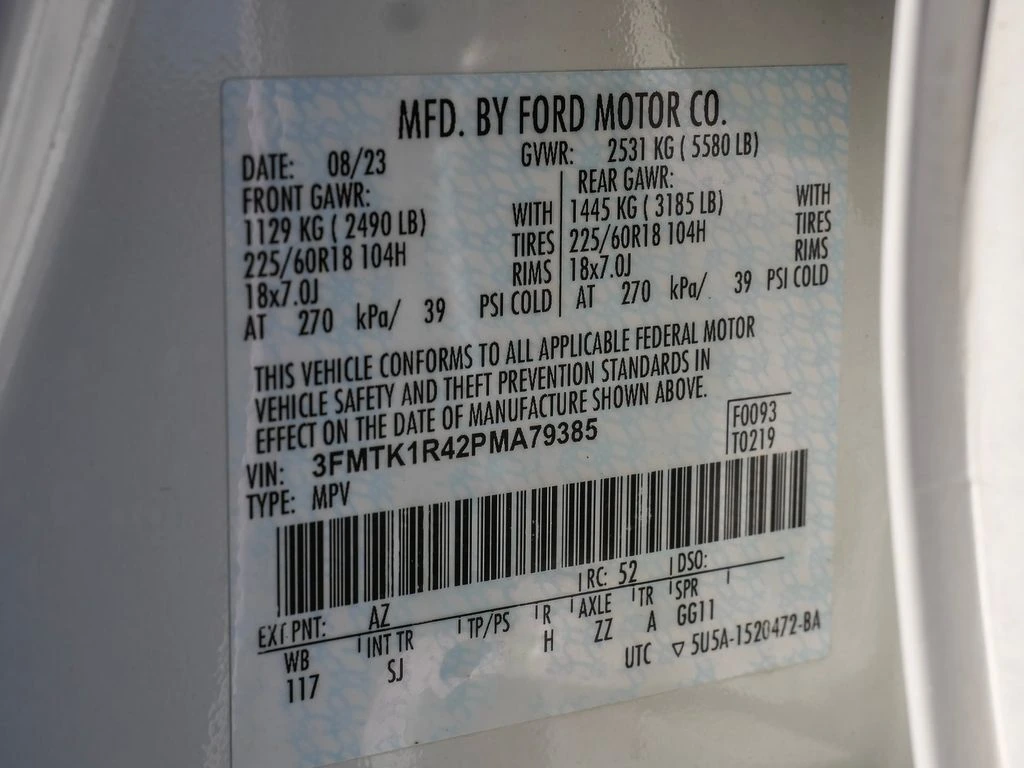 MFD. BY FORD MOTOR CO.
DATE: 08/23 GVWR: 2531 KG ( 5580 LB)
FRONT GAWR: REAR GAWR:
1129 KG ( 2490 LB) WITH 1445 KG ( 3185 LB) WITH
225/60R18 104H TIRES 225/60R18 104H TIRES
18x7.0J RIMS 18x7.0J RIMS
AT 270 kPa/ 39 PSI COLD AT 270 kPa/ 39 PSI COLD
THIS VEHICLE CONFORMS TO ALL APPLICABLE FEDERAL MOTOR
VEHICLE SAFETY AND THEFT PREVENTION STANDARDS IN
EFFECT ON THE DATE OF MANUFACTURE SHOWN ABOVE.
F0093
VIN: 3FMTK1R42PMA79385 T0219
TYPE: MPV
EXT PNT: AZ RC: 52 DSO:
WB INT TR TP/PS R AXLE TR SPR
117 SJ H ZZ A GG11
UTC ▽ 5U5A-1520472-BA